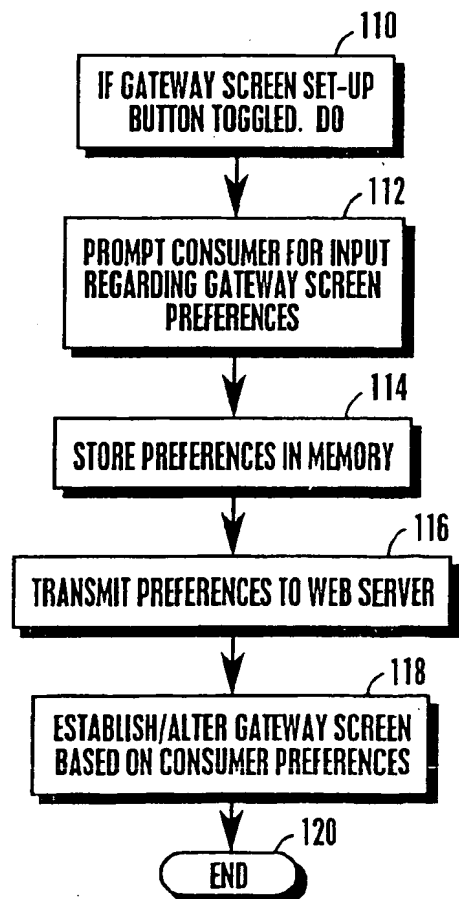 110
IF GATEWAY SCREEN SET-UP
BUTTON TOGGLED. DO
112
PROMPT CONSUMER FOR INPUT
REGARDING GATEWAY SCREEN
PREFERENCES
114
STORE PREFERENCES IN MEMORY
116
TRANSMIT PREFERENCES TO WEB SERVER
118
ESTABLISH/ALTER GATEWAY SCREEN
BASED ON CONSUMER PREFERENCES
120
END